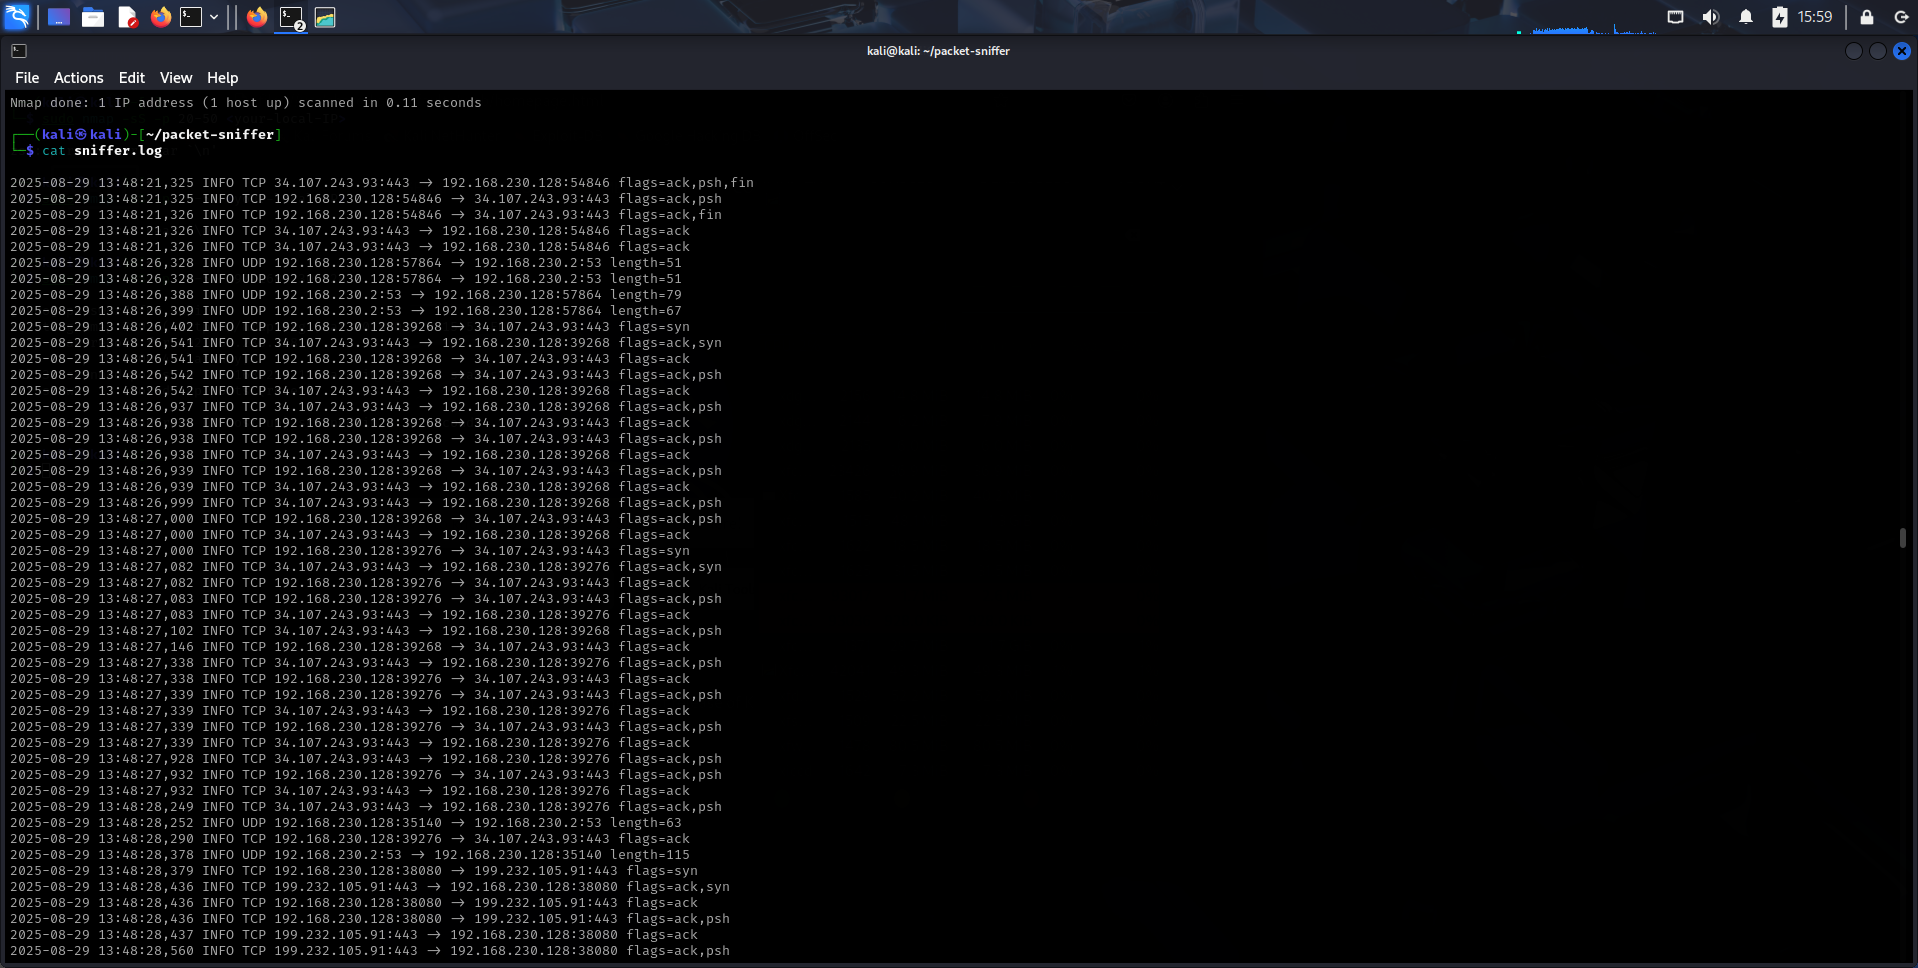 2
15:59
kali@kali: ~/packet-sniffer
File Actions Edit View Help
Nmap done: 1 IP address (1 host up) scanned in 0.11 seconds
┌──(kali㉿kali)-[~/packet-sniffer]
└─$ cat sniffer.log
2025-08-29 13:48:21,325 INFO TCP 34.107.243.93:443 → 192.168.230.128:54846 flags=ack,psh,fin
2025-08-29 13:48:21,325 INFO TCP 192.168.230.128:54846 → 34.107.243.93:443 flags=ack,psh
2025-08-29 13:48:21,326 INFO TCP 192.168.230.128:54846 → 34.107.243.93:443 flags=ack,fin
2025-08-29 13:48:21,326 INFO TCP 34.107.243.93:443 → 192.168.230.128:54846 flags=ack
2025-08-29 13:48:21,326 INFO TCP 34.107.243.93:443 → 192.168.230.128:54846 flags=ack
2025-08-29 13:48:26,328 INFO UDP 192.168.230.128:57864 → 192.168.230.2:53 length=51
2025-08-29 13:48:26,328 INFO UDP 192.168.230.128:57864 → 192.168.230.2:53 length=51
2025-08-29 13:48:26,388 INFO UDP 192.168.230.2:53 → 192.168.230.128:57864 length=79
2025-08-29 13:48:26,399 INFO UDP 192.168.230.2:53 → 192.168.230.128:57864 length=67
2025-08-29 13:48:26,402 INFO TCP 192.168.230.128:39268 → 34.107.243.93:443 flags=syn
2025-08-29 13:48:26,541 INFO TCP 34.107.243.93:443 → 192.168.230.128:39268 flags=ack,syn
2025-08-29 13:48:26,541 INFO TCP 192.168.230.128:39268 → 34.107.243.93:443 flags=ack
2025-08-29 13:48:26,542 INFO TCP 192.168.230.128:39268 → 34.107.243.93:443 flags=ack,psh
2025-08-29 13:48:26,542 INFO TCP 34.107.243.93:443 → 192.168.230.128:39268 flags=ack
2025-08-29 13:48:26,937 INFO TCP 34.107.243.93:443 → 192.168.230.128:39268 flags=ack,psh
2025-08-29 13:48:26,938 INFO TCP 192.168.230.128:39268 → 34.107.243.93:443 flags=ack
2025-08-29 13:48:26,938 INFO TCP 192.168.230.128:39268 → 34.107.243.93:443 flags=ack,psh
2025-08-29 13:48:26,938 INFO TCP 34.107.243.93:443 → 192.168.230.128:39268 flags=ack
2025-08-29 13:48:26,939 INFO TCP 192.168.230.128:39268 → 34.107.243.93:443 flags=ack,psh
2025-08-29 13:48:26,939 INFO TCP 34.107.243.93:443 → 192.168.230.128:39268 flags=ack
2025-08-29 13:48:26,999 INFO TCP 34.107.243.93:443 → 192.168.230.128:39268 flags=ack,psh
2025-08-29 13:48:27,000 INFO TCP 192.168.230.128:39268 → 34.107.243.93:443 flags=ack,psh
2025-08-29 13:48:27,000 INFO TCP 34.107.243.93:443 → 192.168.230.128:39268 flags=ack
2025-08-29 13:48:27,000 INFO TCP 192.168.230.128:39276 → 34.107.243.93:443 flags=syn
2025-08-29 13:48:27,082 INFO TCP 34.107.243.93:443 → 192.168.230.128:39276 flags=ack,syn
2025-08-29 13:48:27,082 INFO TCP 192.168.230.128:39276 → 34.107.243.93:443 flags=ack
2025-08-29 13:48:27,083 INFO TCP 192.168.230.128:39276 → 34.107.243.93:443 flags=ack,psh
2025-08-29 13:48:27,083 INFO TCP 34.107.243.93:443 → 192.168.230.128:39276 flags=ack
2025-08-29 13:48:27,102 INFO TCP 34.107.243.93:443 → 192.168.230.128:39268 flags=ack,psh
2025-08-29 13:48:27,146 INFO TCP 192.168.230.128:39268 → 34.107.243.93:443 flags=ack
2025-08-29 13:48:27,338 INFO TCP 34.107.243.93:443 → 192.168.230.128:39276 flags=ack,psh
2025-08-29 13:48:27,338 INFO TCP 192.168.230.128:39276 → 34.107.243.93:443 flags=ack
2025-08-29 13:48:27,339 INFO TCP 192.168.230.128:39276 → 34.107.243.93:443 flags=ack,psh
2025-08-29 13:48:27,339 INFO TCP 34.107.243.93:443 → 192.168.230.128:39276 flags=ack
2025-08-29 13:48:27,339 INFO TCP 192.168.230.128:39276 → 34.107.243.93:443 flags=ack,psh
2025-08-29 13:48:27,339 INFO TCP 34.107.243.93:443 → 192.168.230.128:39276 flags=ack
2025-08-29 13:48:27,928 INFO TCP 34.107.243.93:443 → 192.168.230.128:39276 flags=ack,psh
2025-08-29 13:48:27,932 INFO TCP 192.168.230.128:39276 → 34.107.243.93:443 flags=ack,psh
2025-08-29 13:48:27,932 INFO TCP 34.107.243.93:443 → 192.168.230.128:39276 flags=ack
2025-08-29 13:48:28,249 INFO TCP 34.107.243.93:443 → 192.168.230.128:39276 flags=ack,psh
2025-08-29 13:48:28,252 INFO UDP 192.168.230.128:35140 → 192.168.230.2:53 length=63
2025-08-29 13:48:28,290 INFO TCP 192.168.230.128:39276 → 34.107.243.93:443 flags=ack
2025-08-29 13:48:28,378 INFO UDP 192.168.230.2:53 → 192.168.230.128:35140 length=115
2025-08-29 13:48:28,379 INFO TCP 192.168.230.128:38080 → 199.232.105.91:443 flags=syn
2025-08-29 13:48:28,436 INFO TCP 199.232.105.91:443 → 192.168.230.128:38080 flags=ack,syn
2025-08-29 13:48:28,436 INFO TCP 192.168.230.128:38080 → 199.232.105.91:443 flags=ack
2025-08-29 13:48:28,436 INFO TCP 192.168.230.128:38080 → 199.232.105.91:443 flags=ack,psh
2025-08-29 13:48:28,437 INFO TCP 199.232.105.91:443 → 192.168.230.128:38080 flags=ack
2025-08-29 13:48:28,560 INFO TCP 199.232.105.91:443 → 192.168.230.128:38080 flags=ack,psh